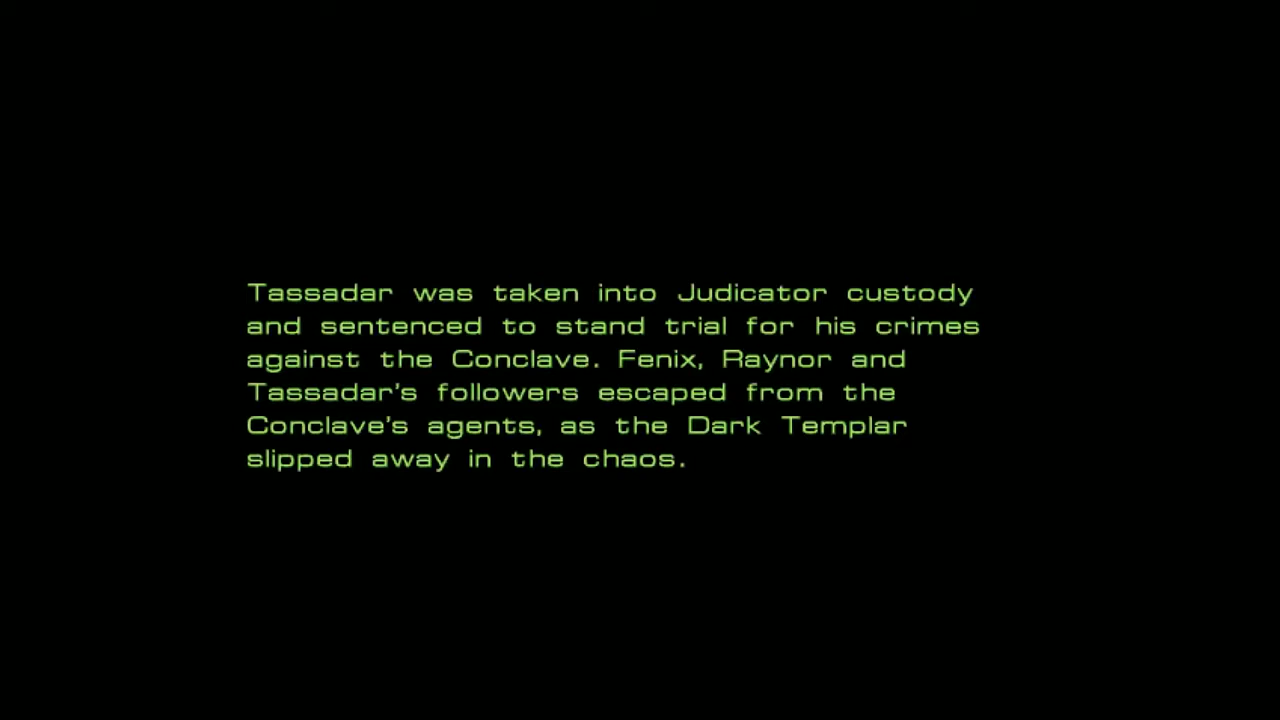 Tassadar was taken into Judicator custody
and sentenced to stand trial for his crimes
against the Conclave. Fenix, Raynor and
Tassadar's followers escaped from the
Conclave's agents, as the Dark Templar
slipped away in the chaos.